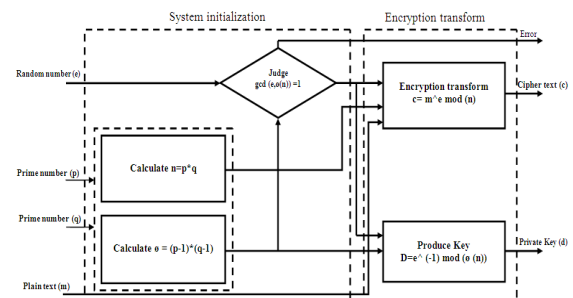 System initialization
Encryption transform
Error
Random number (e)
Judge
gcd (e,ø(n)) =1
Encryption transform
c= m^e mod (n)
Cipher text (c)
Prime number (p)
Calculate n=p*q
Prime number (q)
Calculate ø = (p-1)*(q-1)
Produce Key
D=e^ (-1) mod (ø (n))
Private Key (d)
Plain text (m)